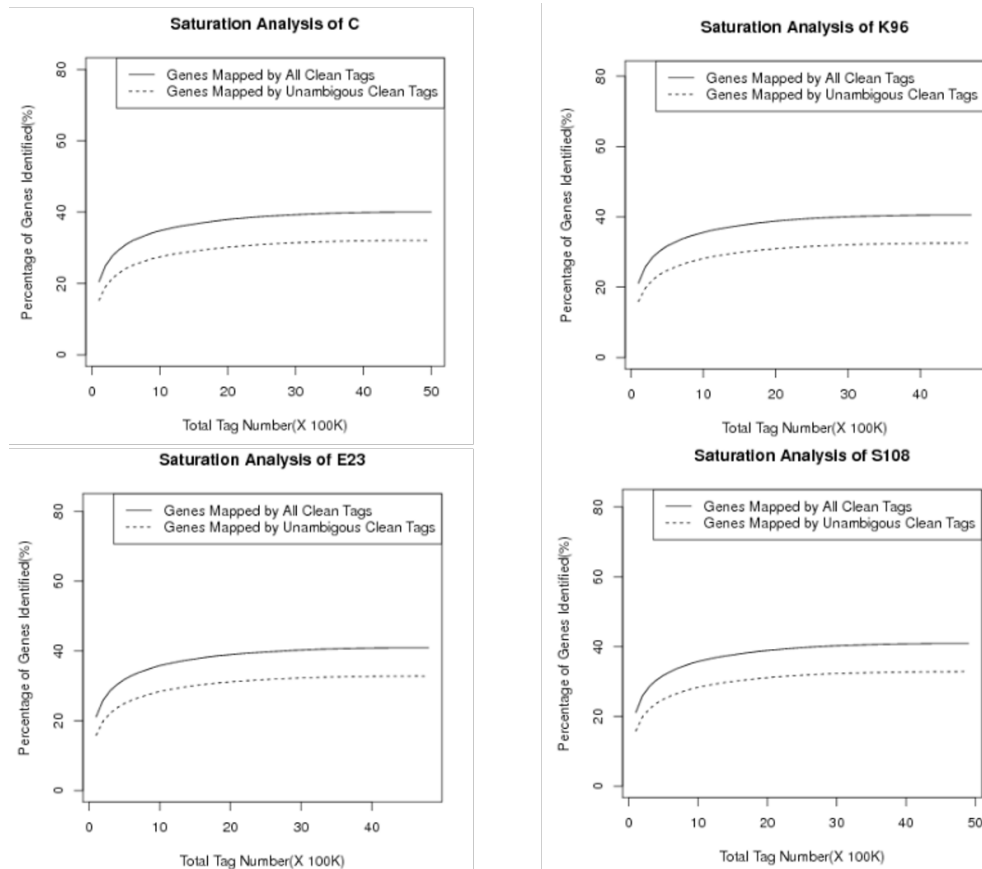 Saturation Analysis of C
Percentage of Genes Identified(%)
80
60
40
20
0
Genes Mapped by All Clean Tags
Genes Mapped by Unambigous Clean Tags
0 10 20 30 40 50
Total Tag Number(X 100K)
Saturation Analysis of K96
Percentage of Genes Identified(%)
80
60
40
20
0
Genes Mapped by All Clean Tags
Genes Mapped by Unambigous Clean Tags
0 10 20 30 40
Total Tag Number(X 100K)
Saturation Analysis of E23
Percentage of Genes Identified(%)
80
60
40
20
0
Genes Mapped by All Clean Tags
Genes Mapped by Unambigous Clean Tags
0 10 20 30 40
Total Tag Number(X 100K)
Saturation Analysis of S108
Percentage of Genes Identified(%)
80
60
40
20
0
Genes Mapped by All Clean Tags
Genes Mapped by Unambigous Clean Tags
0 10 20 30 40 50
Total Tag Number(X 100K)